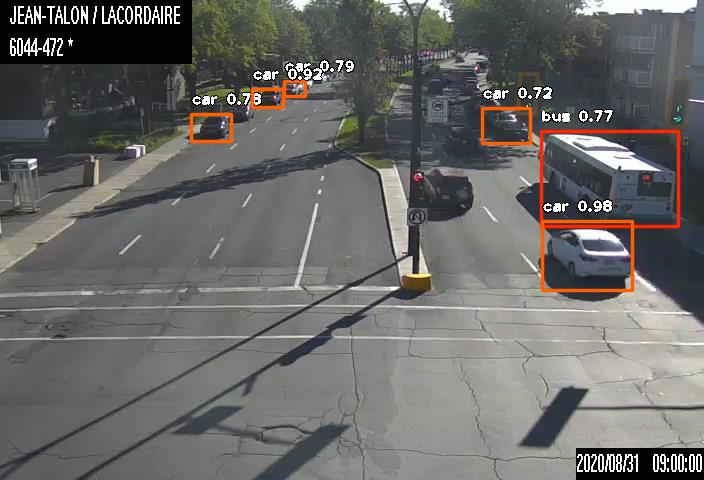 JEAN-TALON / LACORDAIRE
6044-472 *
car 0.79
car 0.92
car 0.73
car 0.72
bus 0.77
car 0.98
2020/08/31 09:00:00